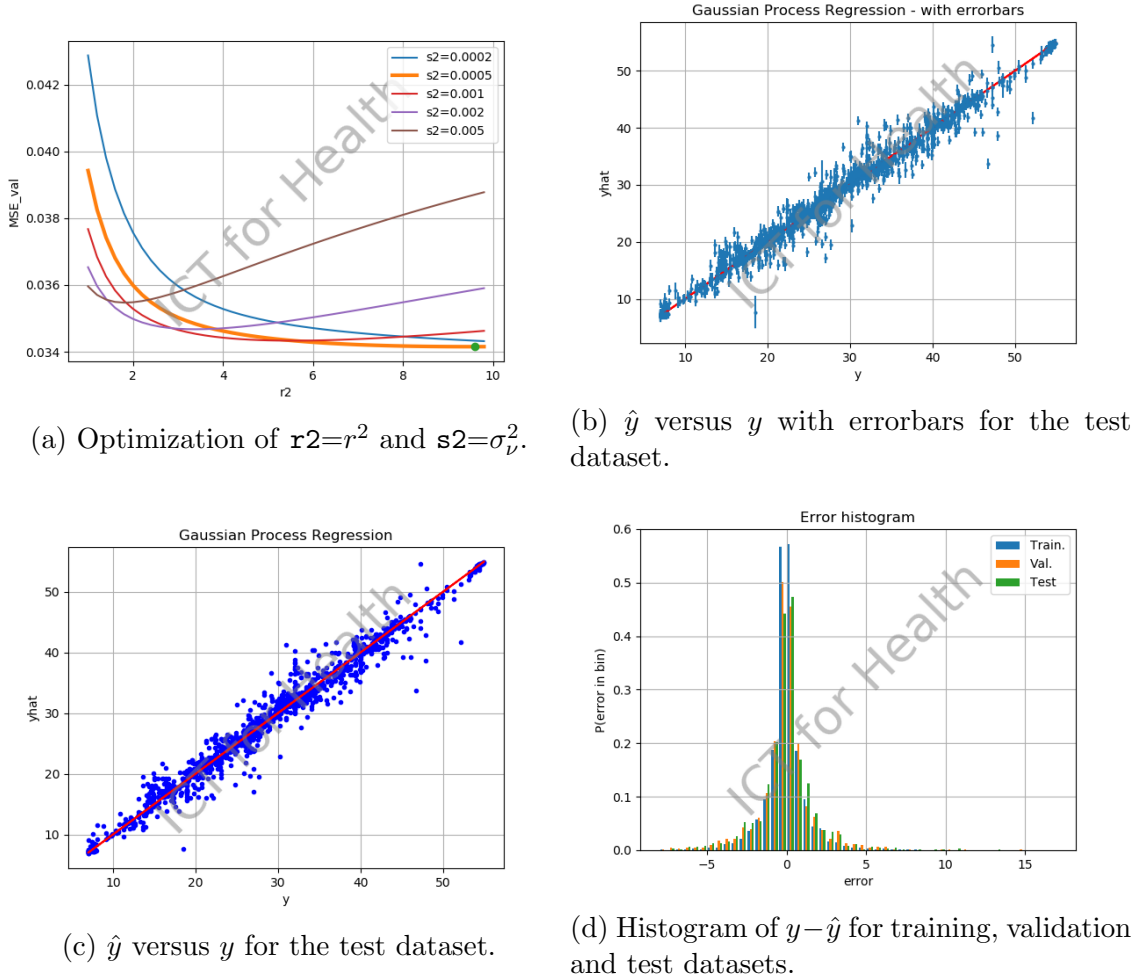 s2=0.0002
s2=0.0005
s2=0.001
s2=0.002
s2=0.005
0.042
0.040
0.038
0.036
0.034
MSE_val
2 4 6 8 10
r2
ICT for Health
(a) Optimization of r2=r² and s2=σ²_ν.
Gaussian Process Regression - with errorbars
50
40
30
20
10
yhat
10 20 30 40 50
y
ICT for Health
(b) ŷ versus y with errorbars for the test
dataset.
Gaussian Process Regression
50
40
30
20
10
yhat
10 20 30 40 50
y
ICT for Health
(c) ŷ versus y for the test dataset.
Error histogram
Train.
Val.
Test
0.6
0.5
0.4
0.3
0.2
0.1
0.0
P(error in bin)
−5 0 5 10 15
error
ICT for Health
(d) Histogram of y−ŷ for training, validation
and test datasets.